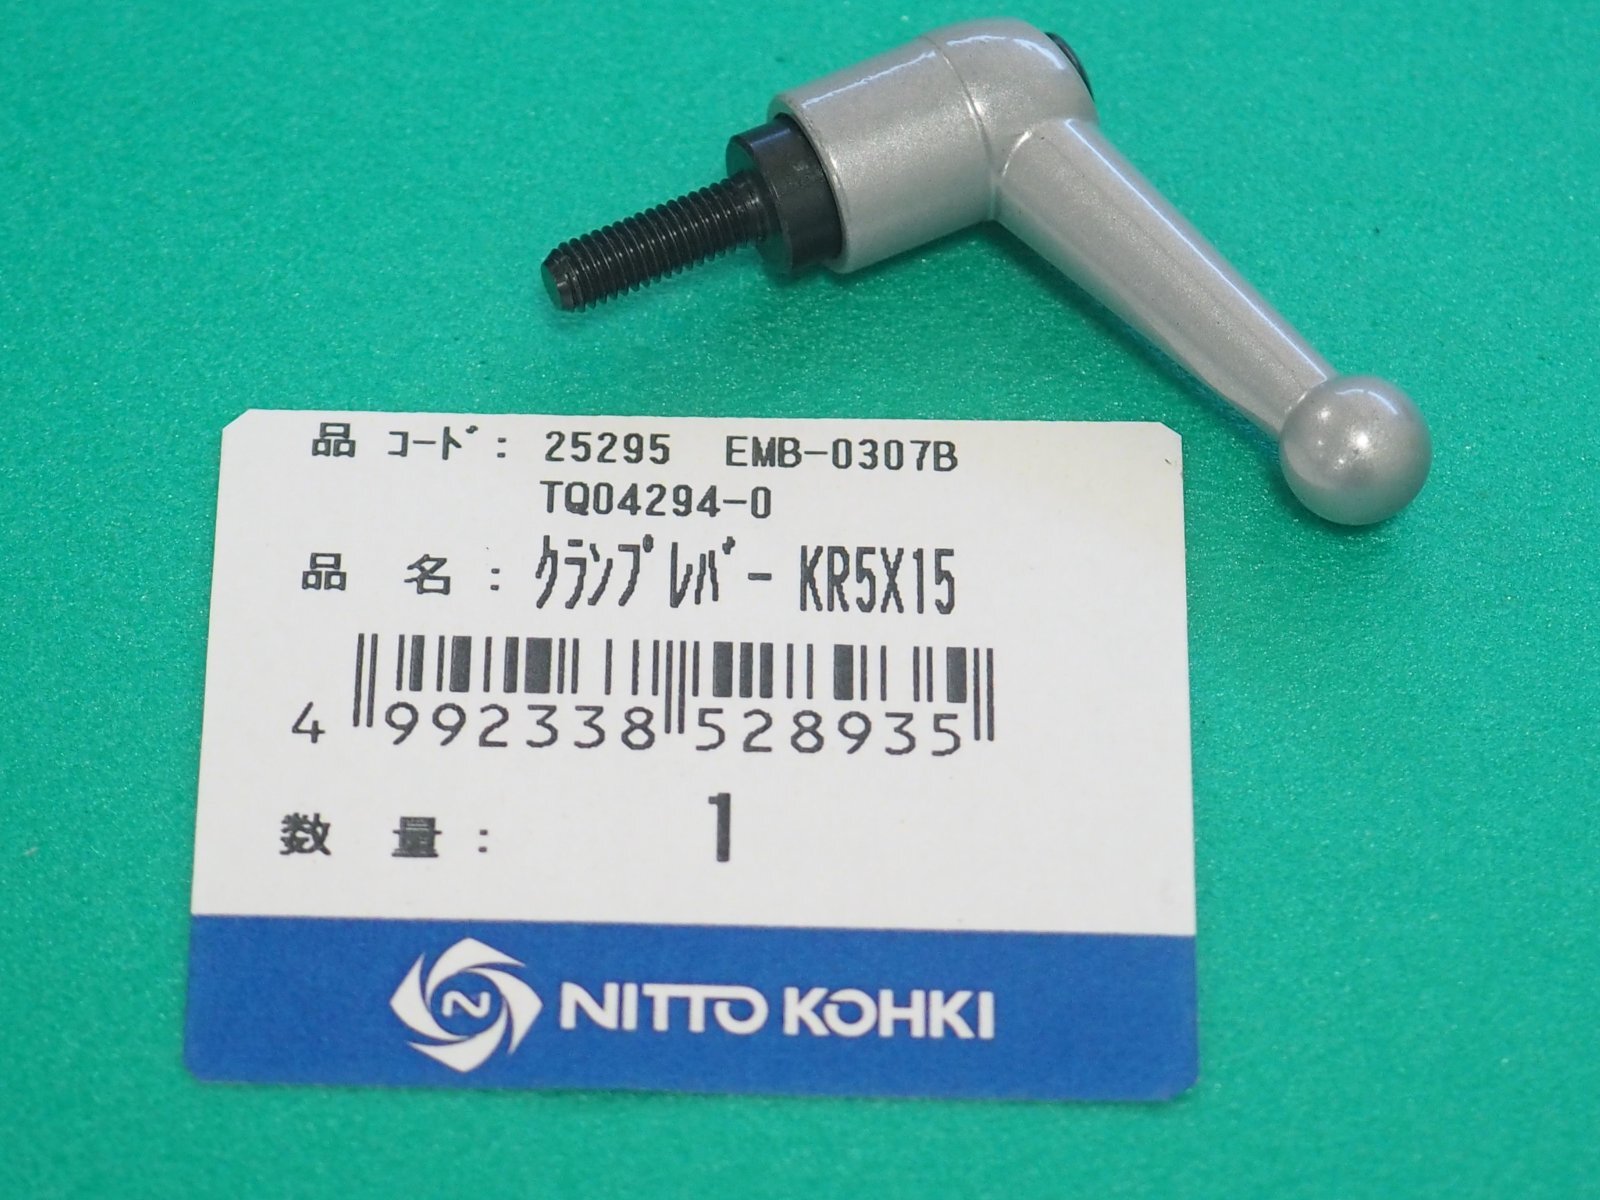 品 コード: 25295 EMB-0307B
TQ04294-0
品 名: クランプレバー KR5X15
4 992338 528935
数 量: 1
N NITTO KOHKI